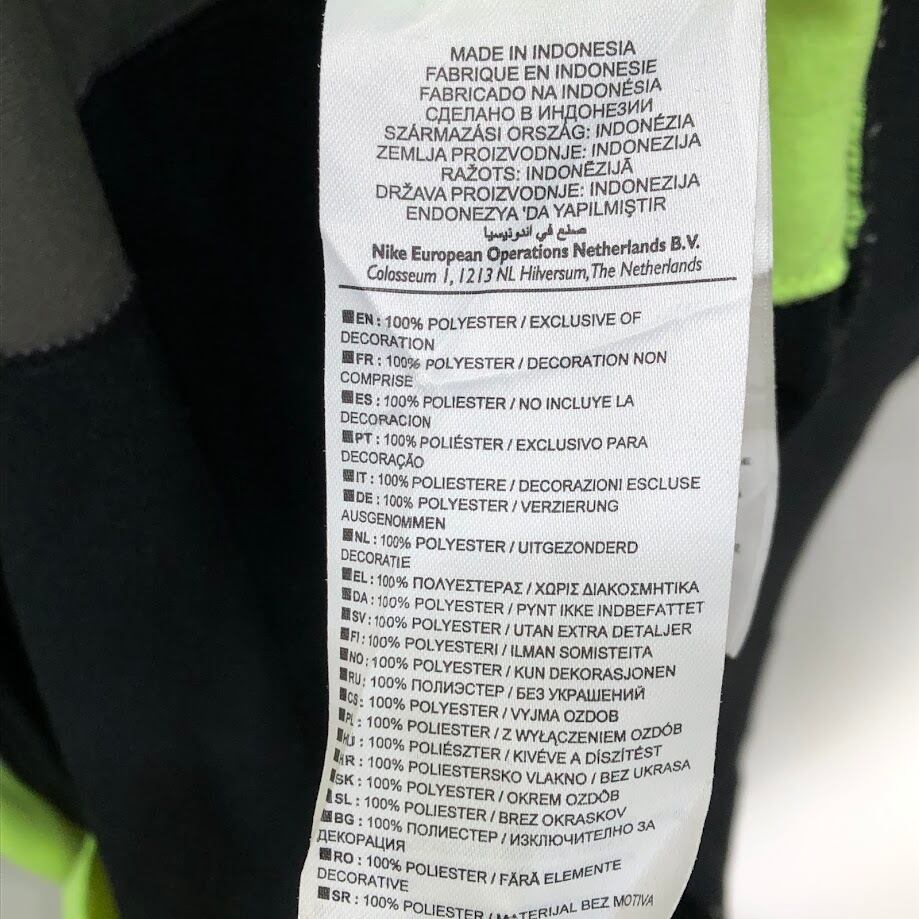 MADE IN INDONESIA
FABRIQUE EN INDONESIE
FABRICADO NA INDONÉSIA
СДЕЛАНО В ИНДОНЕЗИИ
SZÁRMAZÁSI ORSZÁG: INDONÉZIA
ZEMLJA PROIZVODNJE: INDONEZIJA
RAŽOTS: INDONĒZIJĀ
DRŽAVA PROIZVODNJE: INDONEZIJA
ENDONEZYA 'DA YAPILMIŞTIR
صنع في اندونيسيا
Nike European Operations Netherlands B.V.
Colosseum 1, 1213 NL Hilversum, The Netherlands
EN : 100% POLYESTER / EXCLUSIVE OF
DECORATION
FR : 100% POLYESTER / DECORATION NON
COMPRISE
ES : 100% POLIESTER / NO INCLUYE LA
DECORACION
PT : 100% POLIÉSTER / EXCLUSIVO PARA
DECORAÇÃO
IT : 100% POLIESTERE / DECORAZIONI ESCLUSE
DE : 100% POLYESTER / VERZIERUNG
AUSGENOMMEN
NL : 100% POLYESTER / UITGEZONDERD
DECORATIE
EL : 100% ΠΟΛΥΕΣΤΕΡΑΣ / ΧΩΡΙΣ ΔΙΑΚΟΣΜΗΤΙΚΑ
DA : 100% POLYESTER / PYNT IKKE INDBEFATTET
SV : 100% POLYESTER / UTAN EXTRA DETALJER
FI : 100% POLYESTERI / ILMAN SOMISTEITA
NO : 100% POLYESTER / KUN DEKORASJONEN
RU : 100% ПОЛИЭСТЕР / БЕЗ УКРАШЕНИЙ
CS : 100% POLYESTER / VYJMA OZDOB
PL : 100% POLIESTER / Z WYŁĄCZENIEM OZDÓB
HU : 100% POLIÉSZTER / KIVÉVE A DÍSZÍTÉST
HR : 100% POLIESTERSKO VLAKNO / BEZ UKRASA
SK : 100% POLYESTER / OKREM OZDÔB
SL : 100% POLIESTER / BREZ OKRASKOV
BG : 100% ПОЛИЕСТЕР / ИЗКЛЮЧИТЕЛНО ЗА
ДЕКОРАЦИЯ
RO : 100% POLIESTER / FĂRĂ ELEMENTE
DECORATIVE
SR : 100% POLIESTER / MATERIJAL BEZ MOTIVA